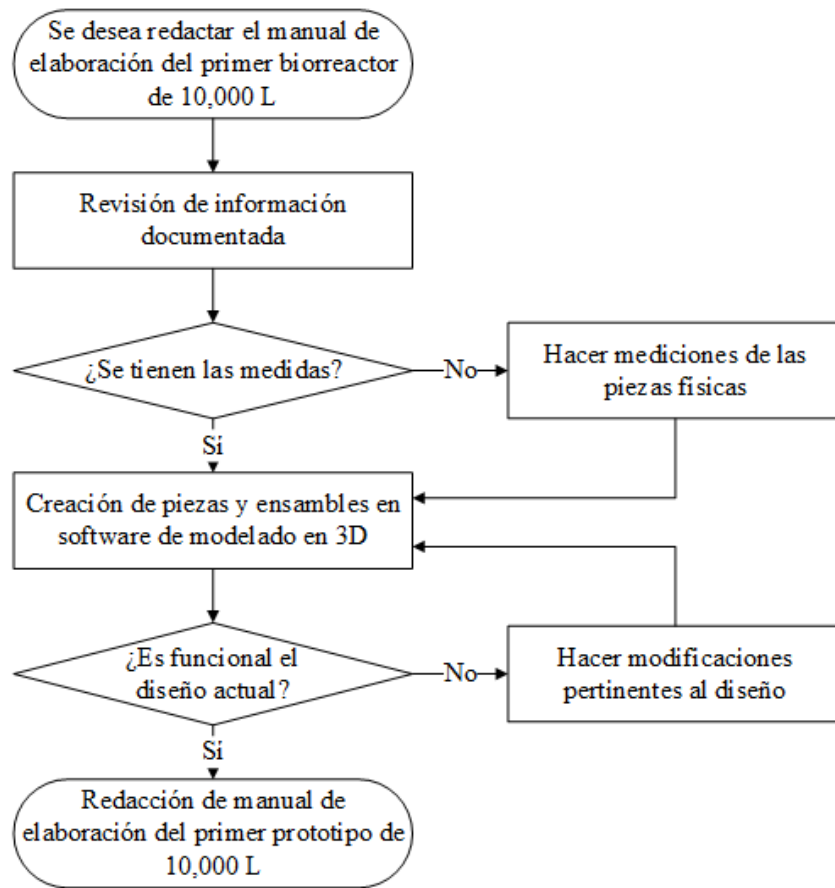 Se desea redactar el manual de
elaboración del primer biorreactor
de 10,000 L
Revisión de información
documentada
¿Se tienen las medidas?
No
Hacer mediciones de las
piezas físicas
Sí
Creación de piezas y ensambles en
software de modelado en 3D
¿Es funcional el
diseño actual?
No
Hacer modificaciones
pertinentes al diseño
Sí
Redacción de manual de
elaboración del primer prototipo de
10,000 L